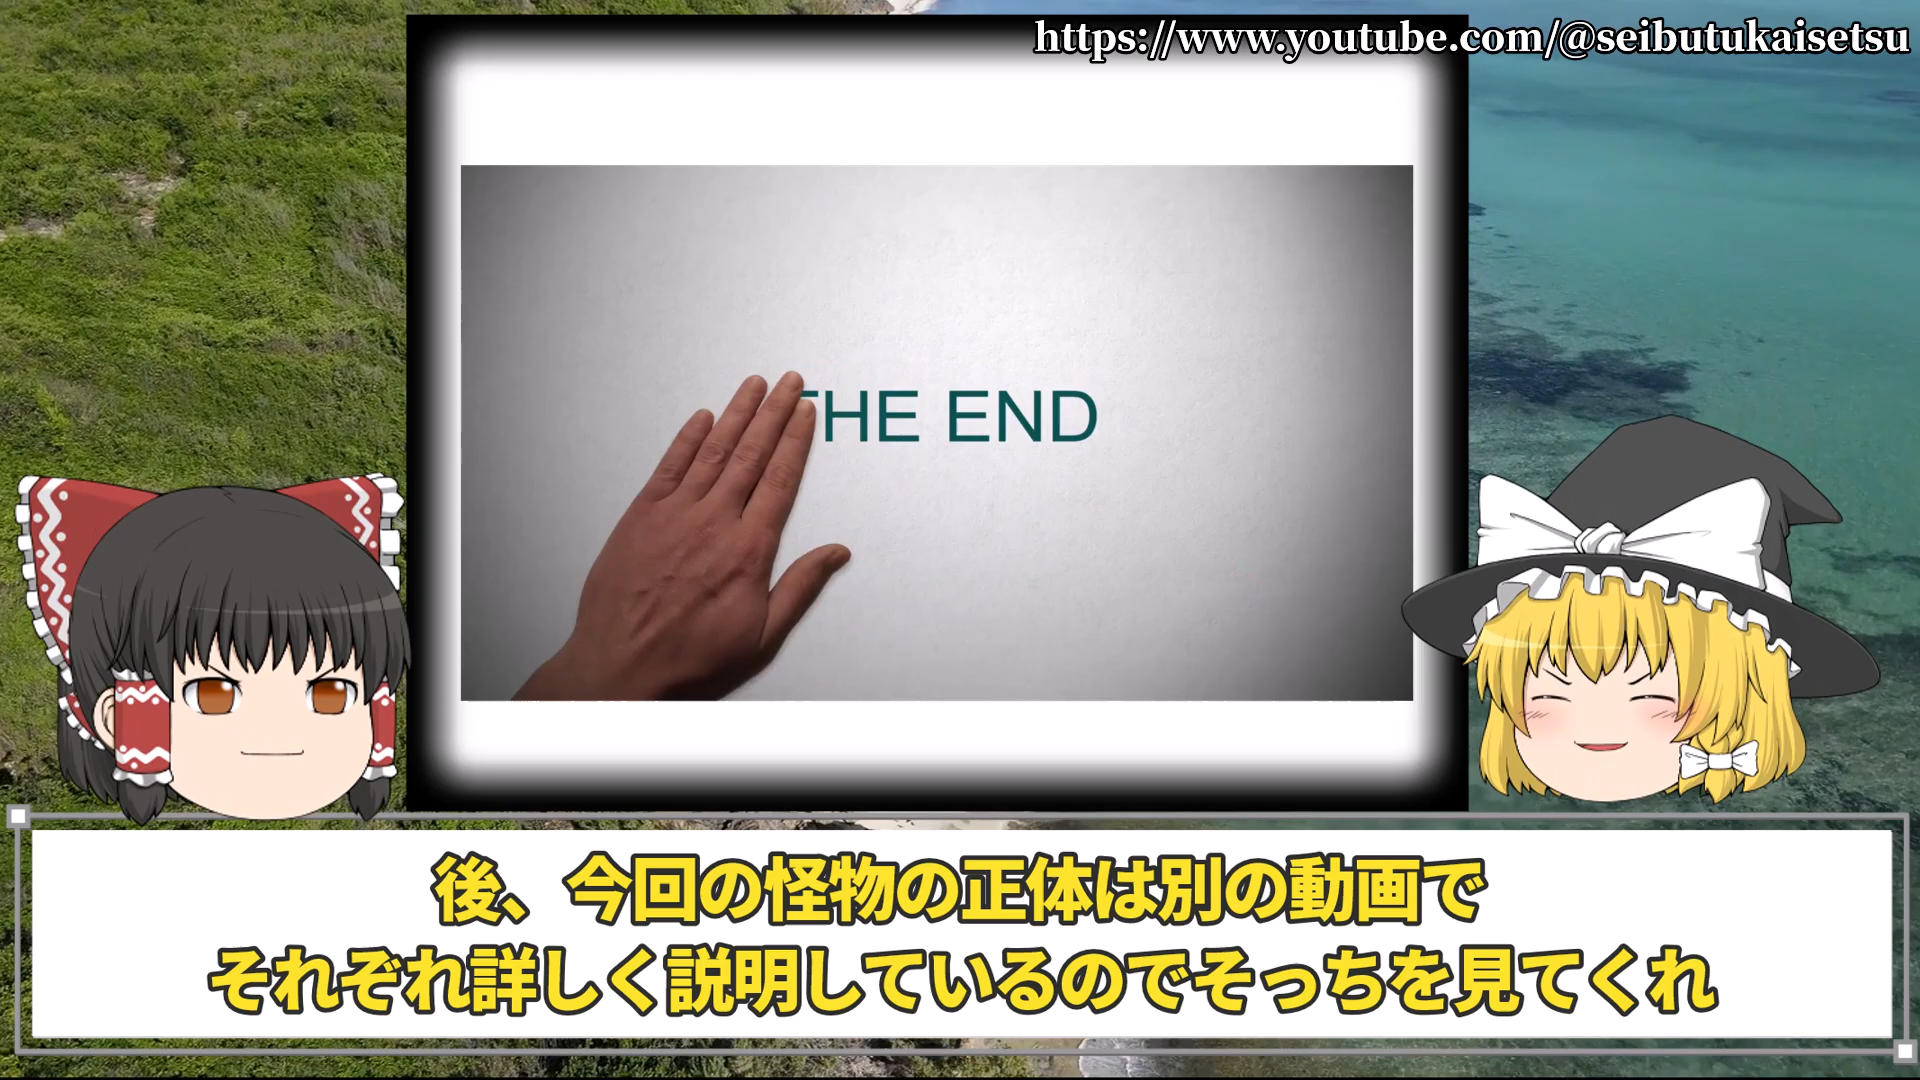 https://www.youtube.com/@seibutukaisetsu
THE END
後、今回の怪物の正体は別の動画で
それぞれ詳しく説明しているのでそっちを見てくれ